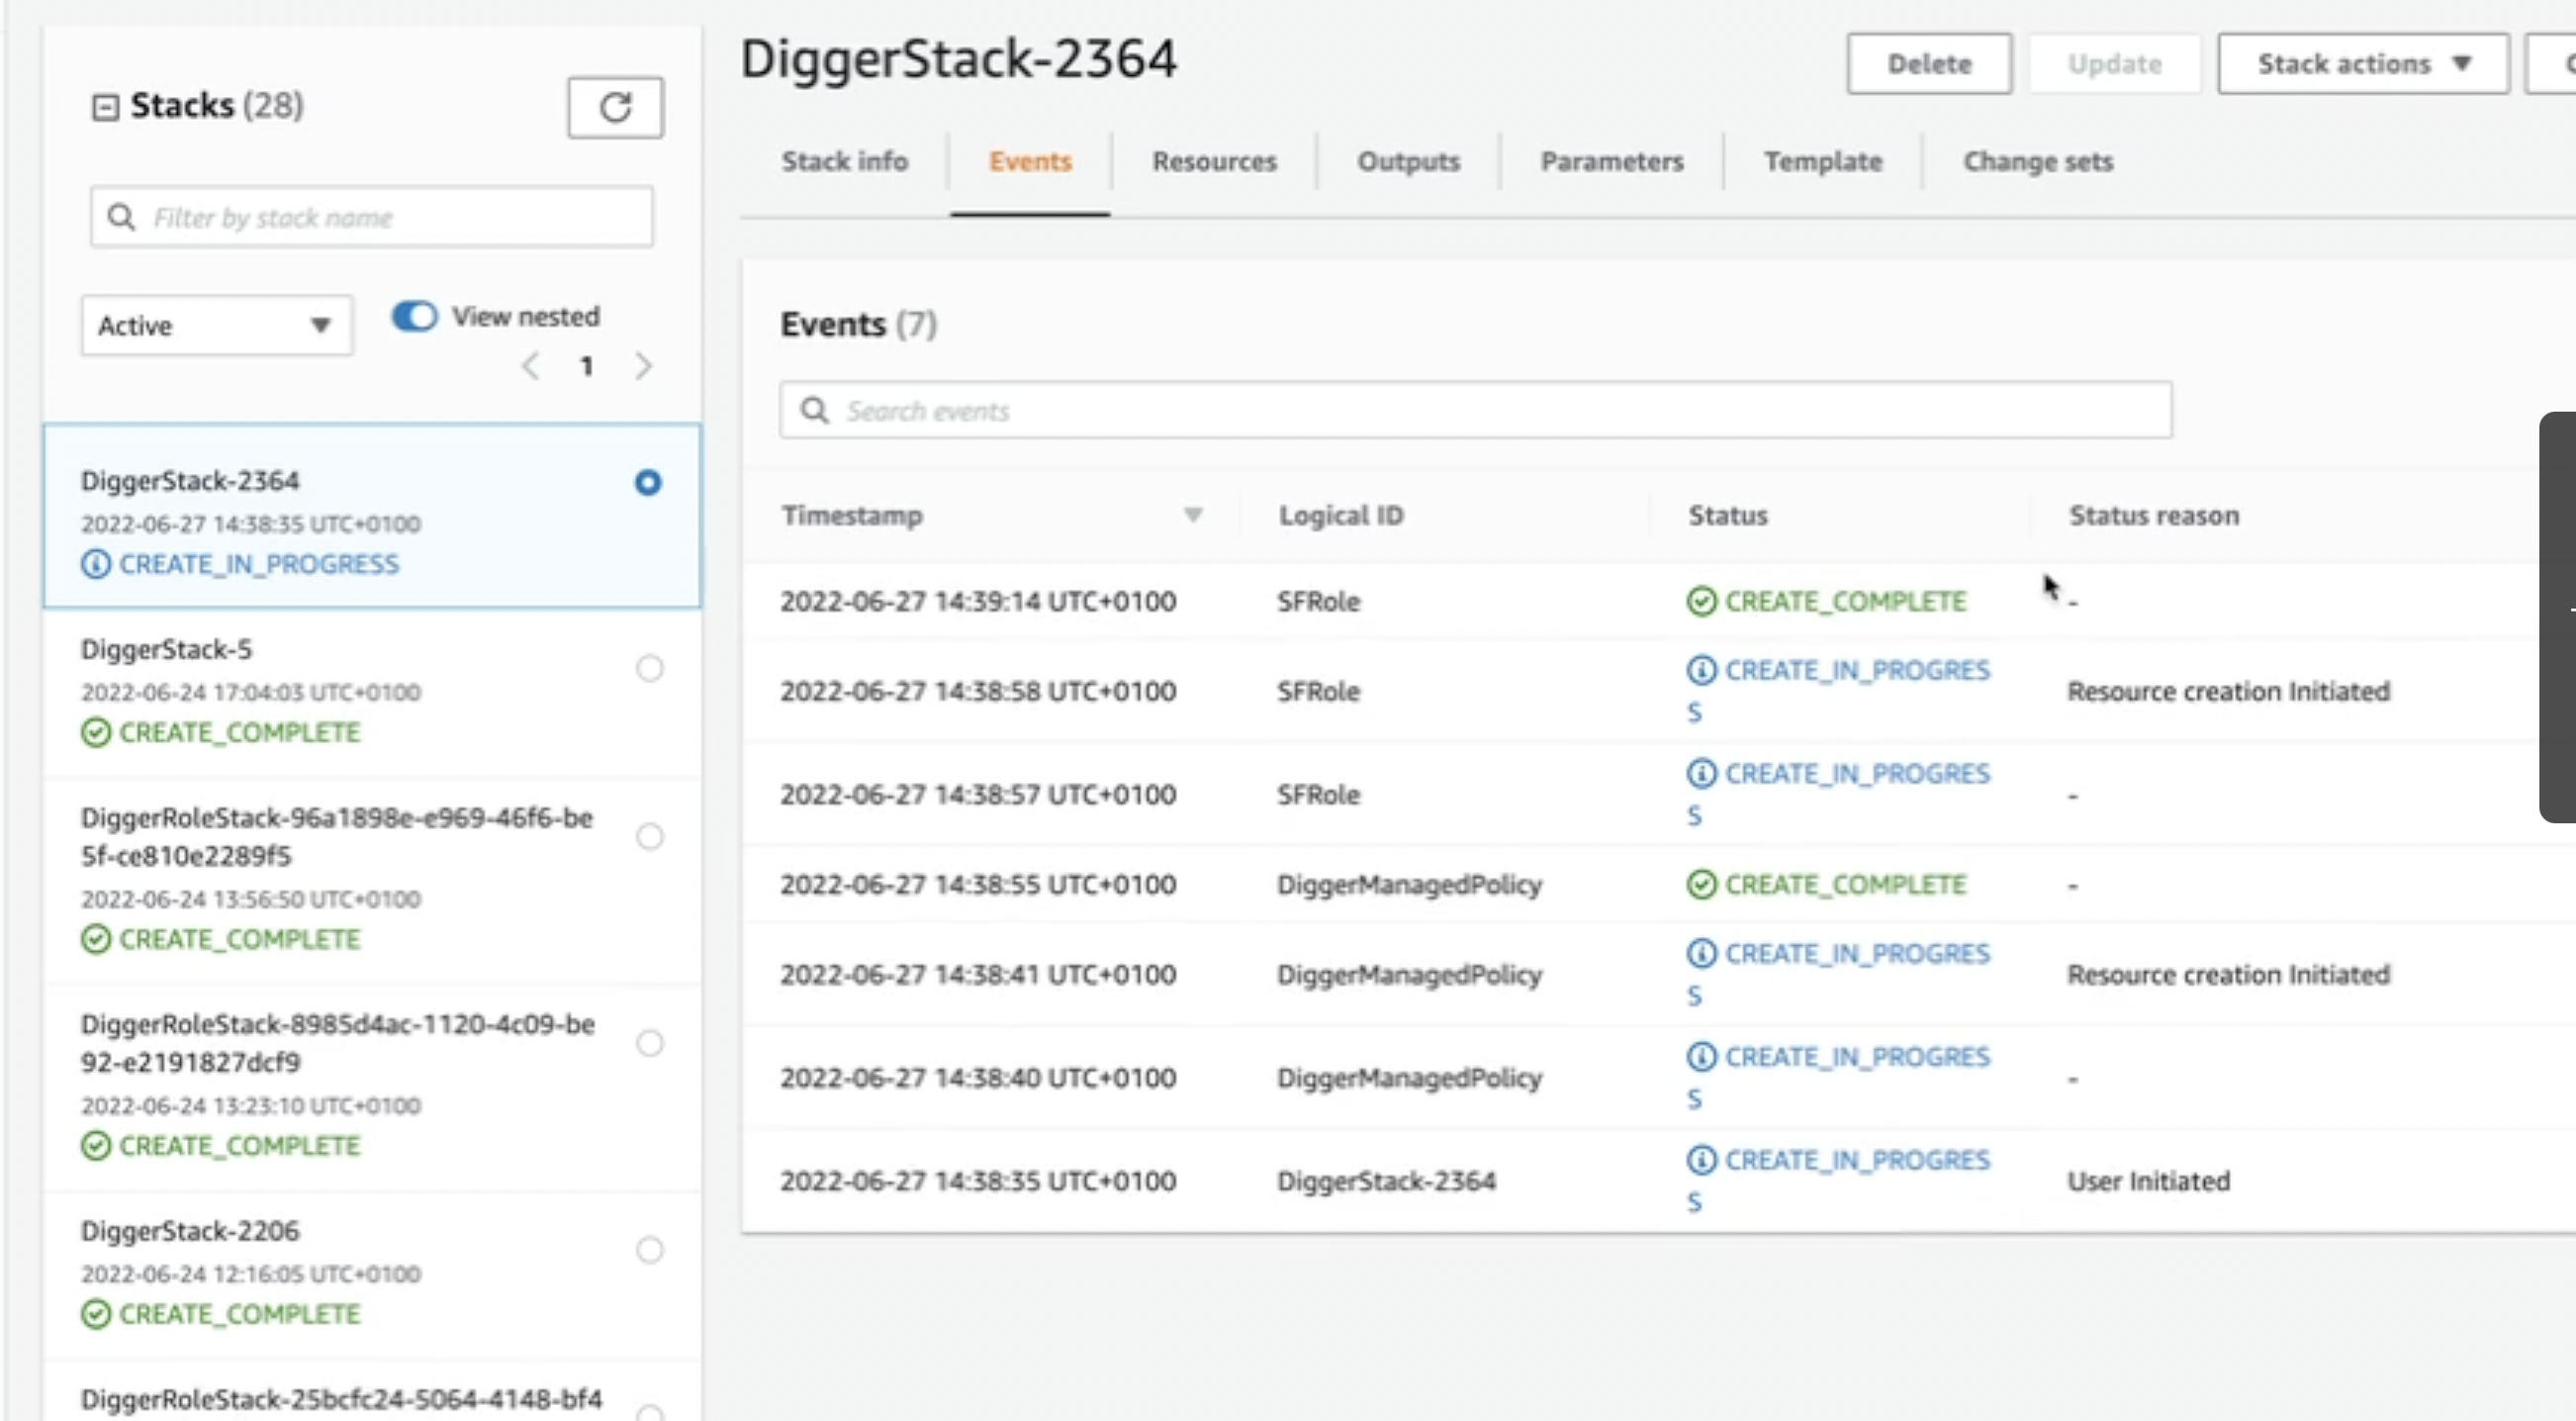 Stacks (28)
Filter by stack name
Active
View nested
1
DiggerStack-2364
2022-06-27 14:38:35 UTC+0100
CREATE_IN_PROGRESS
DiggerStack-5
2022-06-24 17:04:03 UTC+0100
CREATE_COMPLETE
DiggerRoleStack-96a1898e-e969-46f6-be
5f-ce810e2289f5
2022-06-24 13:56:50 UTC+0100
CREATE_COMPLETE
DiggerRoleStack-8985d4ac-1120-4c09-be
92-e2191827dcf9
2022-06-24 13:23:10 UTC+0100
CREATE_COMPLETE
DiggerStack-2206
2022-06-24 12:16:05 UTC+0100
CREATE_COMPLETE
DiggerRoleStack-25bcfc24-5064-4148-bf4
DiggerStack-2364
Delete
Update
Stack actions
Stack info
Events
Resources
Outputs
Parameters
Template
Change sets
Events (7)
Search events
Timestamp Logical ID Status Status reason
2022-06-27 14:39:14 UTC+0100 SFRole CREATE_COMPLETE -
2022-06-27 14:38:58 UTC+0100 SFRole CREATE_IN_PROGRES
S Resource creation Initiated
2022-06-27 14:38:57 UTC+0100 SFRole CREATE_IN_PROGRES
S -
2022-06-27 14:38:55 UTC+0100 DiggerManagedPolicy CREATE_COMPLETE -
2022-06-27 14:38:41 UTC+0100 DiggerManagedPolicy CREATE_IN_PROGRES
S Resource creation Initiated
2022-06-27 14:38:40 UTC+0100 DiggerManagedPolicy CREATE_IN_PROGRES
S -
2022-06-27 14:38:35 UTC+0100 DiggerStack-2364 CREATE_IN_PROGRES
S User Initiated